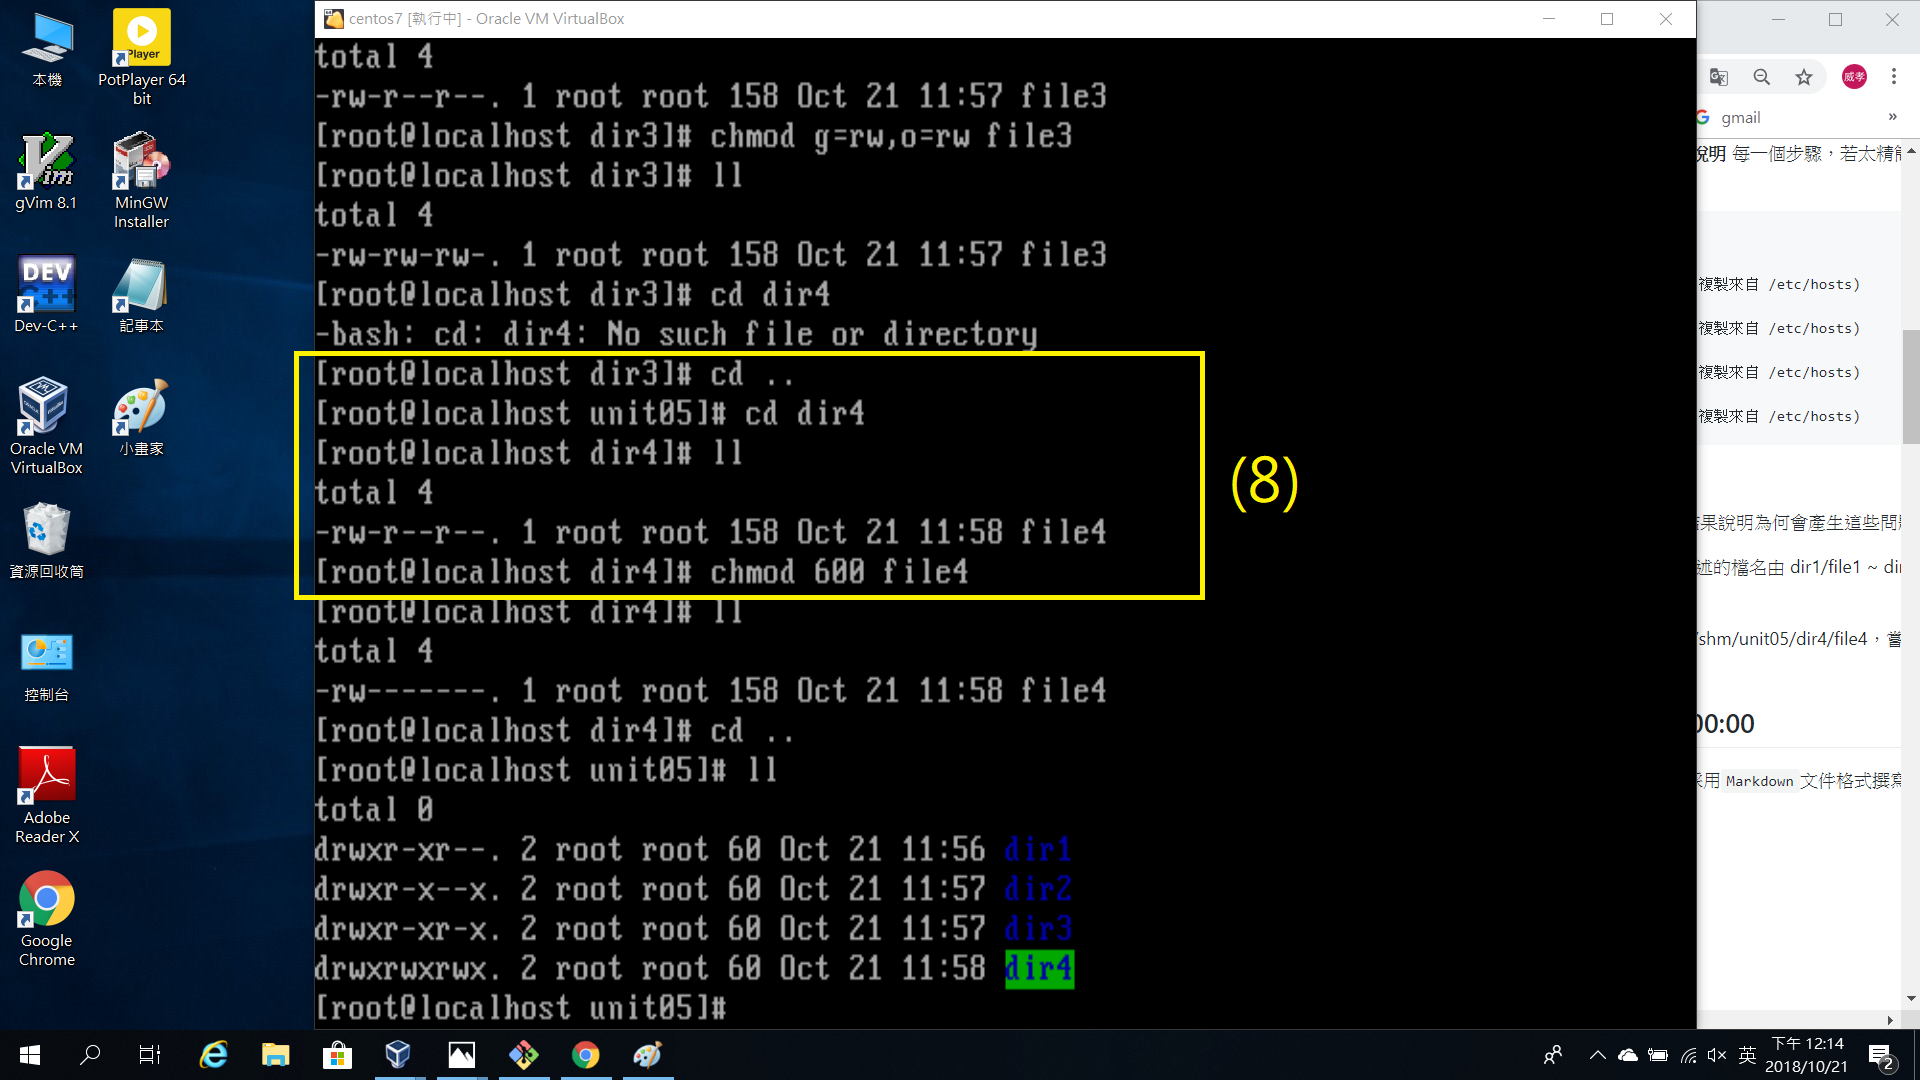 centos7 [執行中] - Oracle VM VirtualBox
total 4
-rw-r--r--. 1 root root 158 Oct 21 11:57 file3
[root@localhost dir3]# chmod g=rw,o=rw file3
[root@localhost dir3]# ll
total 4
-rw-rw-rw-. 1 root root 158 Oct 21 11:57 file3
[root@localhost dir3]# cd dir4
-bash: cd: dir4: No such file or directory
[root@localhost dir3]# cd ..
[root@localhost unit05]# cd dir4
[root@localhost dir4]# ll
total 4
-rw-r--r--. 1 root root 158 Oct 21 11:58 file4
[root@localhost dir4]# chmod 600 file4
[root@localhost dir4]# ll
total 4
-rw-------. 1 root root 158 Oct 21 11:58 file4
[root@localhost dir4]# cd ..
[root@localhost unit05]# ll
total 0
drwxr-xr--. 2 root root 60 Oct 21 11:56 dir1
drwxr-x--x. 2 root root 60 Oct 21 11:57 dir2
drwxr-xr-x. 2 root root 60 Oct 21 11:57 dir3
drwxrwxrwx. 2 root root 60 Oct 21 11:58 dir4
[root@localhost unit05]#
(8)
本機
PotPlayer 64
bit
gVim 8.1
MinGW
Installer
Dev-C++
記事本
Oracle VM
VirtualBox
小畫家
資源回收筒
控制台
Adobe
Reader X
Google
Chrome
威孝
gmail
»
說明 每一個步驟，若太精簡
複製來自 /etc/hosts)
複製來自 /etc/hosts)
複製來自 /etc/hosts)
複製來自 /etc/hosts)
結果說明為何會產生這些問題
述的檔名由 dir1/file1 ~ dir
/shm/unit05/dir4/file4，嘗
00:00
採用 Markdown 文件格式撰寫
英
下午 12:14
2018/10/21
2